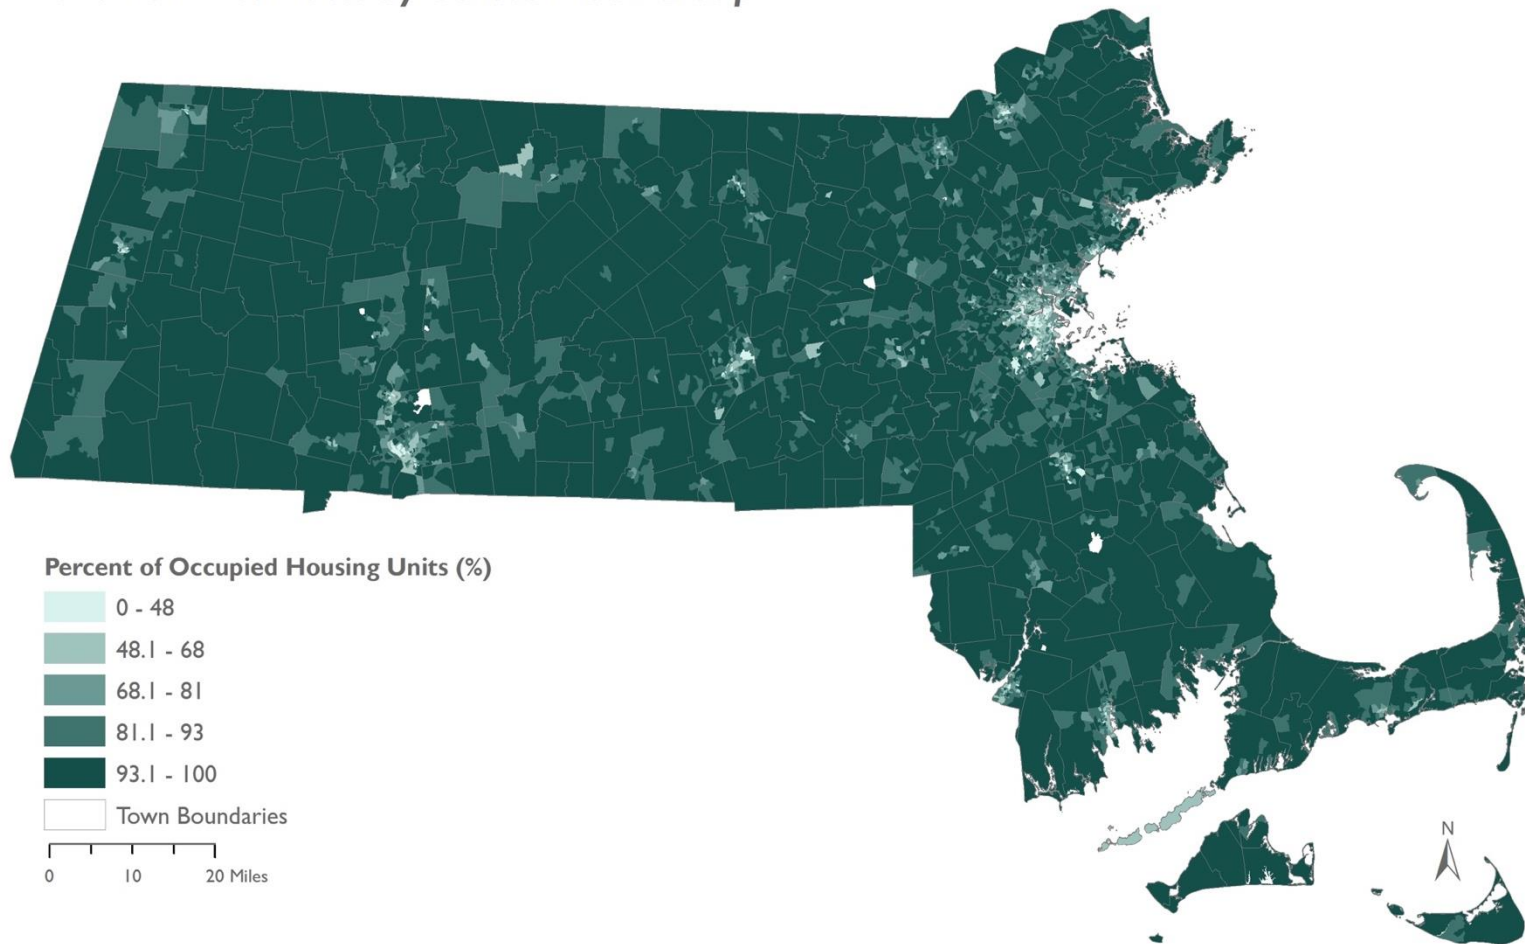 Percent of Occupied Housing Units (%)
0 - 48
48.1 - 68
68.1 - 81
81.1 - 93
93.1 - 100
Town Boundaries
0 10 20 Miles
N